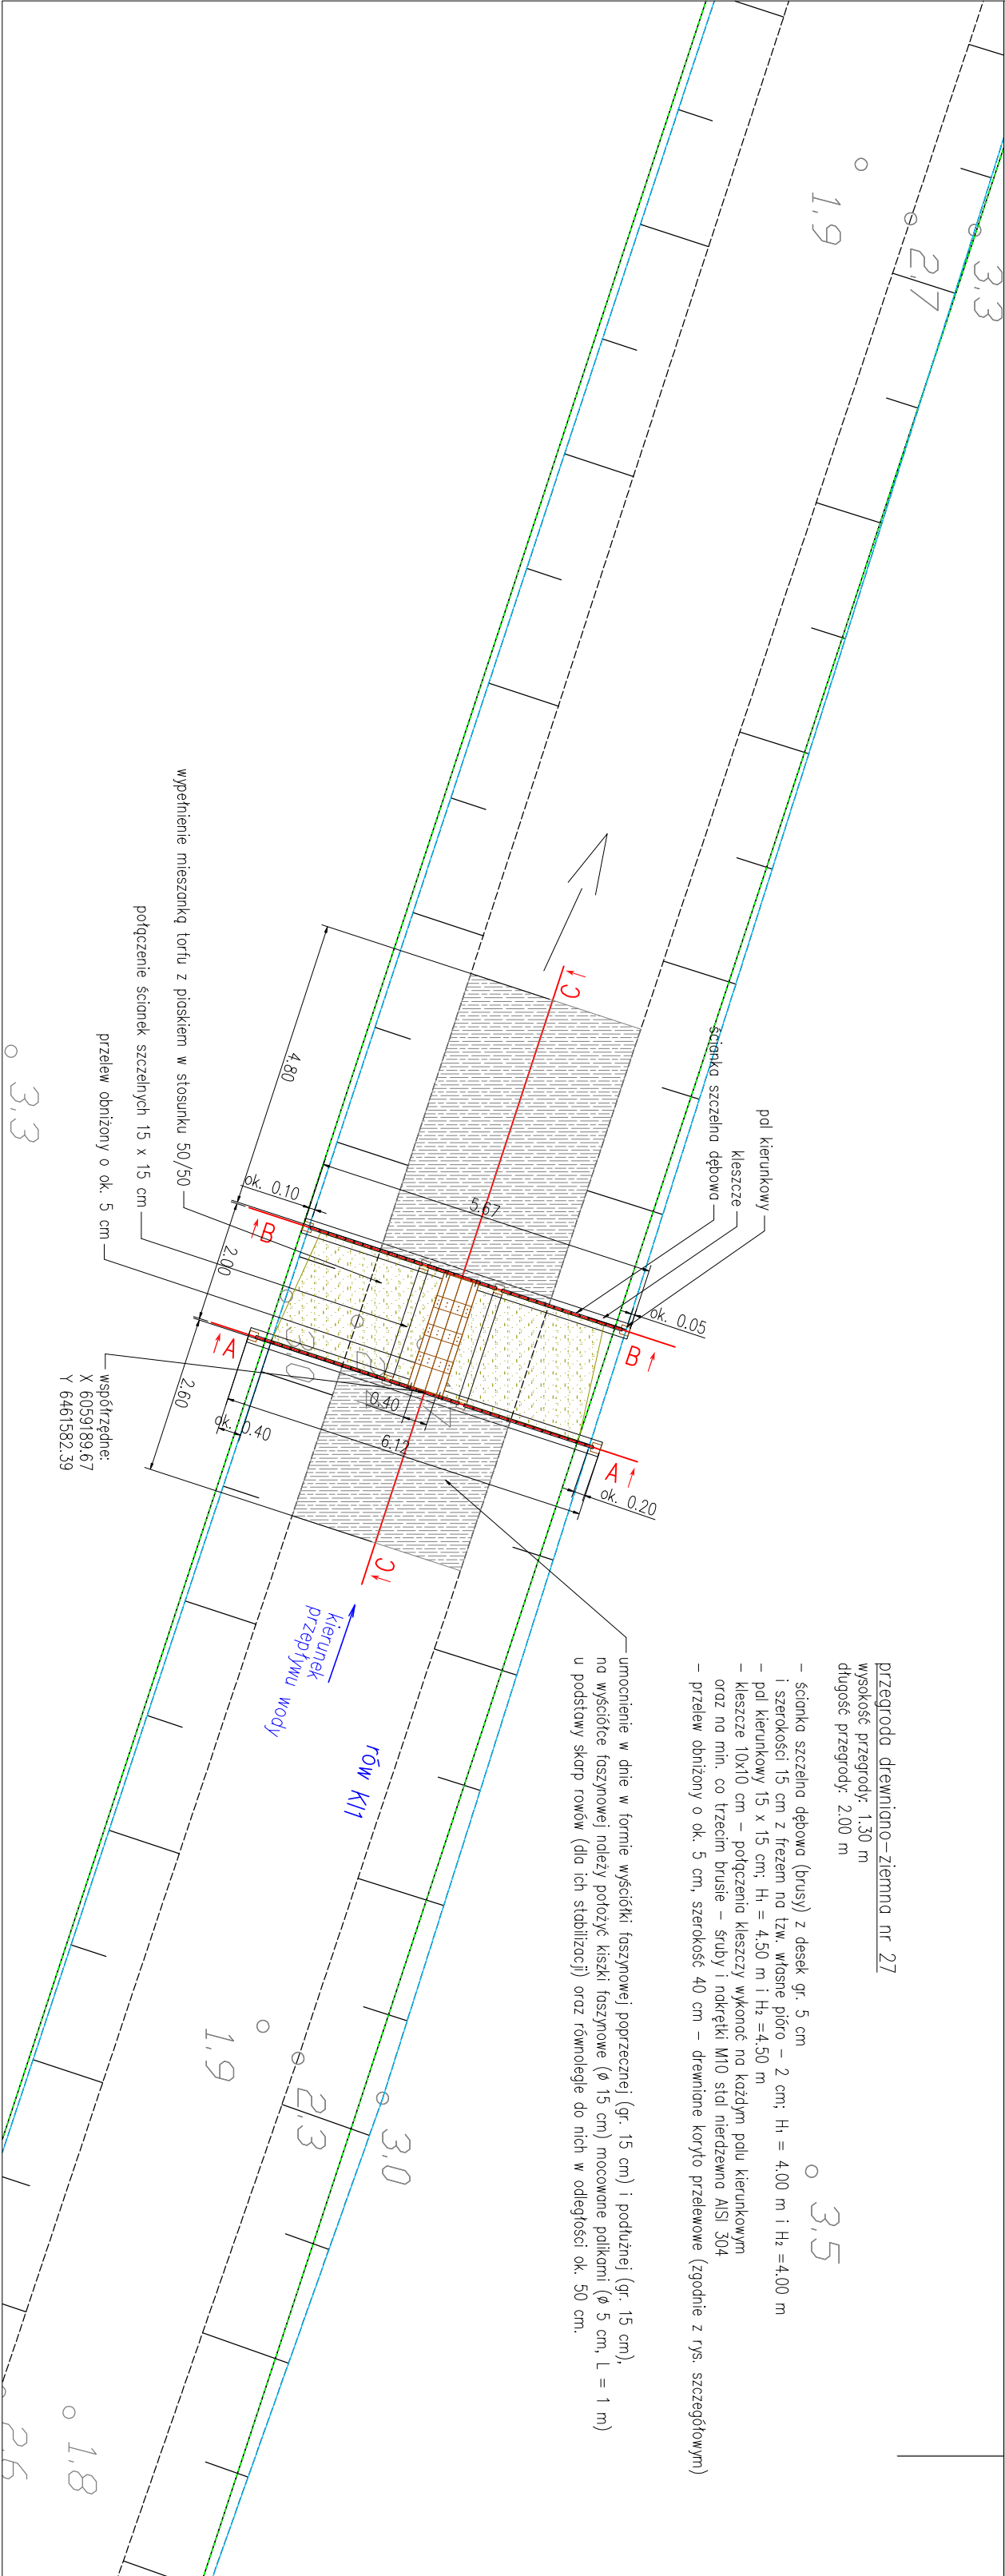 przegroda drewniano-ziemna nr 27
wysokość przegrody: 1.30 m
długość przegrody: 2.00 m
- ścianka szczelna dębowa (brusy) z desek gr. 5 cm
i szerokości 15 cm z frezem na tzw. własne pióro - 2 cm; H₁ = 4.00 m i H₂ =4.00 m
- pal kierunkowy 15 x 15 cm; H₁ = 4.50 m i H₂ =4.50 m
- kleszcze 10x10 cm - połączenia kleszczy wykonać na każdym palu kierunkowym
oraz na min. co trzecim brusie - śruby i nakrętki M10 stal nierdzewna AISI 304
- przelew obniżony o ok. 5 cm, szerokość 40 cm - drewniane koryto przelewowe (zgodnie z rys. szczegółowym)
umocnienie w dnie w formie wyściółki faszynowej poprzecznej (gr. 15 cm) i podłużnej (gr. 15 cm),
na wyściółce faszynowej należy położyć kiszki faszynowe (ø 15 cm) mocowane palikami (ø 5 cm, L = 1 m)
u podstawy skarp rowów (dla ich stabilizacji) oraz równolegle do nich w odległości ok. 50 cm.
pal kierunkowy
kleszcze
ścianka szczelna dębowa
wypełnienie mieszanką torfu z piaskiem w stosunku 50/50
połączenie ścianek szczelnych 15 x 15 cm
przelew obniżony o ok. 5 cm
współrzędne:
X 6059189.67
Y 6461582.39
kierunek
przepływu wody
rów KI1
4.80
2.00
2.60
ok. 0.10
5.67
ok. 0.05
ok. 0.40
6.12
0.40
ok. 0.20
A
A
B
B
C
C
3,3
2,7
1,9
3,5
3,0
2,3
1,9
1,8
2,6
3,3
3,0